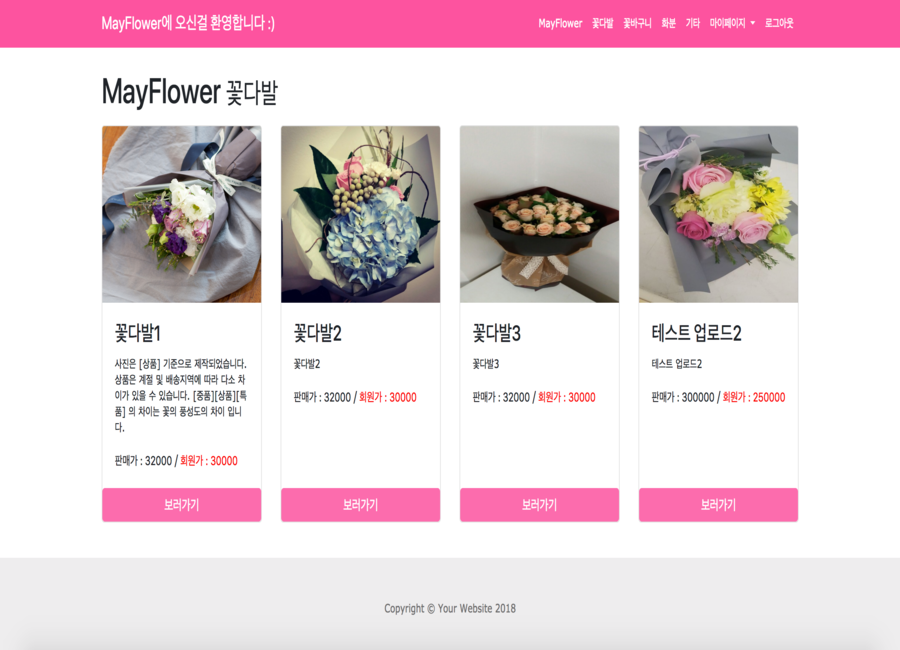 MayFlower에 오신걸 환영합니다 :)
MayFlower 꽃다발 꽃바구니 화분 기타 마이페이지 로그아웃
MayFlower 꽃다발
꽃다발1
사진은 [상품] 기준으로 제작되었습니다.
상품은 계절 및 배송지역에 따라 다소 차
이가 있을 수 있습니다. [중품][상품][특
품] 의 차이는 꽃의 풍성도의 차이 입니
다.
판매가 : 32000 / 회원가 : 30000
보러가기
꽃다발2
꽃다발2
판매가 : 32000 / 회원가 : 30000
보러가기
꽃다발3
꽃다발3
판매가 : 32000 / 회원가 : 30000
보러가기
테스트 업로드2
테스트 업로드2
판매가 : 300000 / 회원가 : 250000
보러가기
Copyright © Your Website 2018